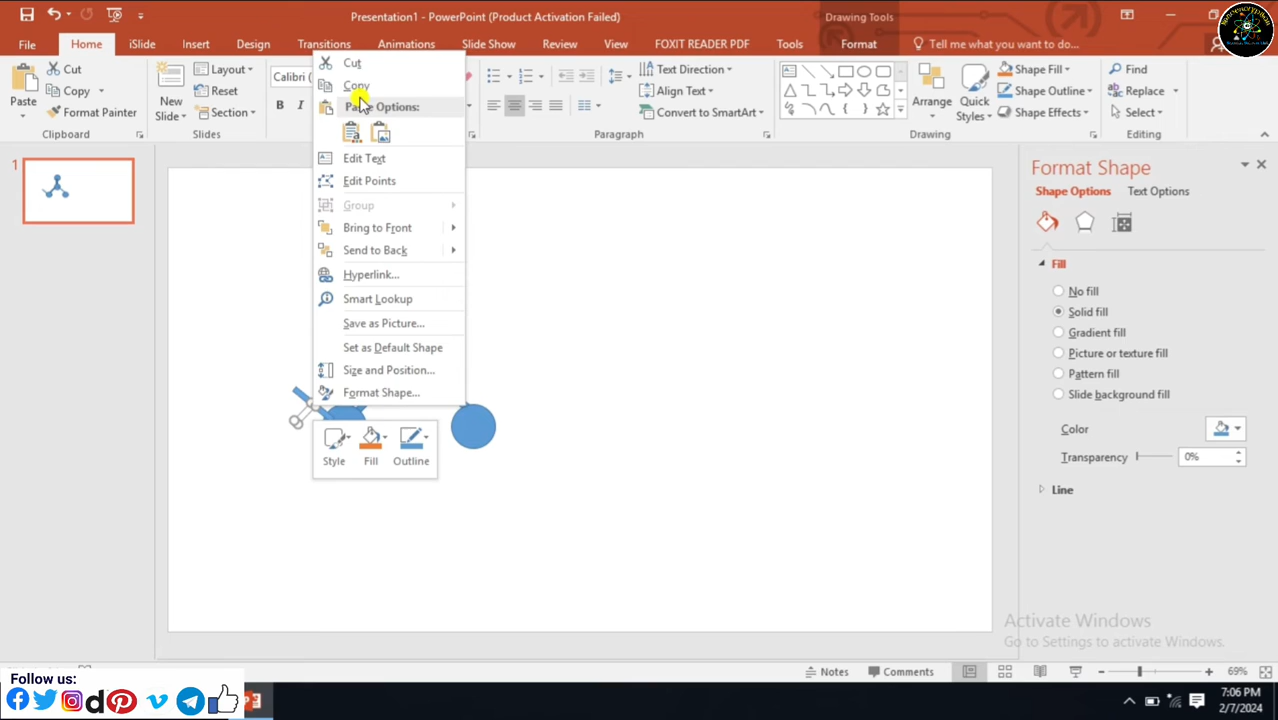 Presentation1 - PowerPoint (Product Activation Failed)
Drawing Tools
File
Home
iSlide
Insert
Design
Transitions
Animations
Slide Show
Review
View
FOXIT READER PDF
Tools
Format
Tell me what you want to do...
Paste
Cut
Copy
Format Painter
Clipboard
New
Slide
Layout
Reset
Section
Slides
Calibri (
B
I
Text Direction
Align Text
Convert to SmartArt
Paragraph
Arrange
Quick
Styles
Shape Fill
Shape Outline
Shape Effects
Drawing
Find
Replace
Select
Editing
Cut
Copy
Options:
Edit Text
Edit Points
Group
Bring to Front
Send to Back
Hyperlink...
Smart Lookup
Save as Picture...
Set as Default Shape
Size and Position...
Format Shape...
Style
Fill
Outline
1
Format Shape
Shape Options
Text Options
Fill
No fill
Solid fill
Gradient fill
Picture or texture fill
Pattern fill
Slide background fill
Color
Transparency
0%
Line
Activate Windows
Go to Settings to activate Windows.
Notes
Comments
69%
Follow us:
7:06 PM
2/7/2024